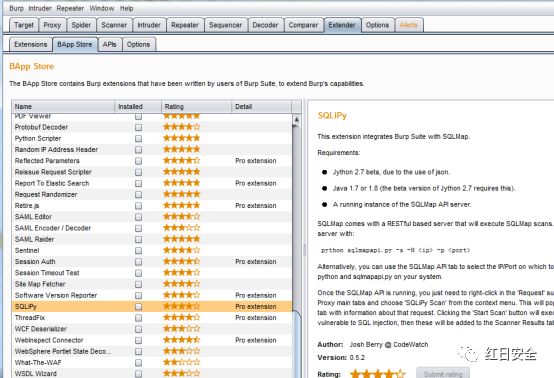 Burp Intruder Repeater Window Help
Target Proxy Spider Scanner Intruder Repeater Sequencer Decoder Comparer Extender Options Alerts
Extensions BApp Store APIs Options
BApp Store
The BApp Store contains Burp extensions that have been written by users of Burp Suite, to extend Burp's capabilities.
Name Installed Rating Detail
PDF Viewer
Protobuf Decoder
Python Scripter
Random IP Address Header
Reflected Parameters Pro extension
Reissue Request Scripter
Report To Elastic Search Pro extension
Request Randomizer
Retire.js Pro extension
SAML Editor
SAML Encoder / Decoder
SAML Raider
Sentinel
Session Auth Pro extension
Session Timeout Test
Site Map Fetcher
Software Version Reporter Pro extension
SQLiPy Pro extension
ThreadFix Pro extension
WCF Deserializer
WebInspect Connector Pro extension
WebSphere Portlet State Deco...
What-The-WAF
WSDL Wizard
SQLiPy
This extension integrates Burp Suite with SQLMap.
Requirements:
Jython 2.7 beta, due to the use of json.
Java 1.7 or 1.8 (the beta version of Jython 2.7 requires this).
A running instance of the SQLMap API server.
SQLMap comes with a RESTful based server that will execute SQLMap scans.
server with:
python sqlmapapi.py -s -H <ip> -p <port>
Alternatively, you can use the SQLMap API tab to select the IP/Port on which to
python and sqlmapapi.py on your system.
Once the SQLMap API is running, you just need to right-click in the 'Request' su
Proxy main tabs and choose 'SQLiPy Scan' from the context menu. This will pop
tab with information about that request. Clicking the 'Start Scan' button will exec
vulnerable to SQL injection, then these will be added to the Scanner Results tab
Author: Josh Berry @ CodeWatch
Version: 0.5.2
Rating: Submit rating
红日安全